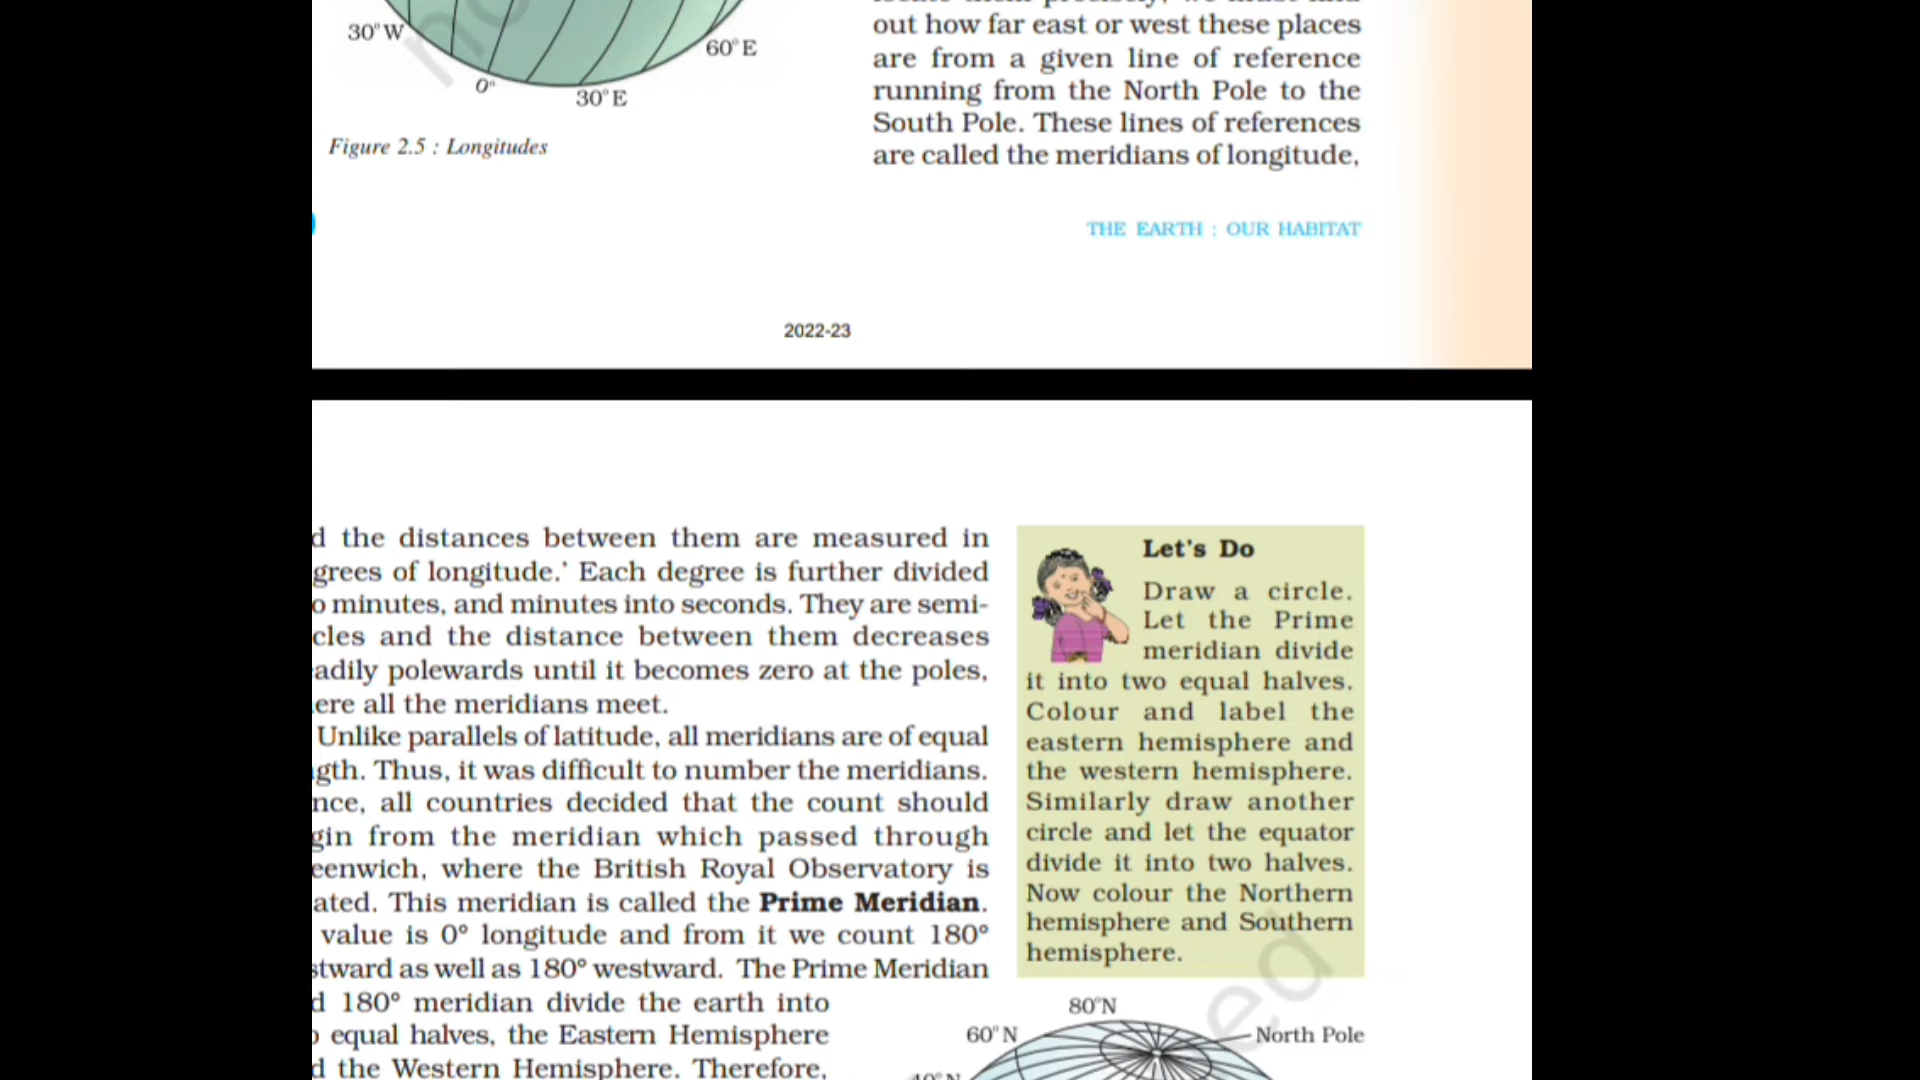 30°W
60°E
0°
30°E
Figure 2.5 : Longitudes
out how far east or west these places
are from a given line of reference
running from the North Pole to the
South Pole. These lines of references
are called the meridians of longitude,
THE EARTH : OUR HABITAT
2022-23
d the distances between them are measured in
grees of longitude.' Each degree is further divided
o minutes, and minutes into seconds. They are semi-
cles and the distance between them decreases
adily polewards until it becomes zero at the poles,
ere all the meridians meet.
Unlike parallels of latitude, all meridians are of equal
gth. Thus, it was difficult to number the meridians.
nce, all countries decided that the count should
gin from the meridian which passed through
eenwich, where the British Royal Observatory is
ated. This meridian is called the Prime Meridian.
value is 0° longitude and from it we count 180°
stward as well as 180° westward. The Prime Meridian
d 180° meridian divide the earth into
o equal halves, the Eastern Hemisphere
d the Western Hemisphere. Therefore,
Let's Do
Draw a circle.
Let the Prime
meridian divide
it into two equal halves.
Colour and label the
eastern hemisphere and
the western hemisphere.
Similarly draw another
circle and let the equator
divide it into two halves.
Now colour the Northern
hemisphere and Southern
hemisphere.
80°N
60°N
North Pole